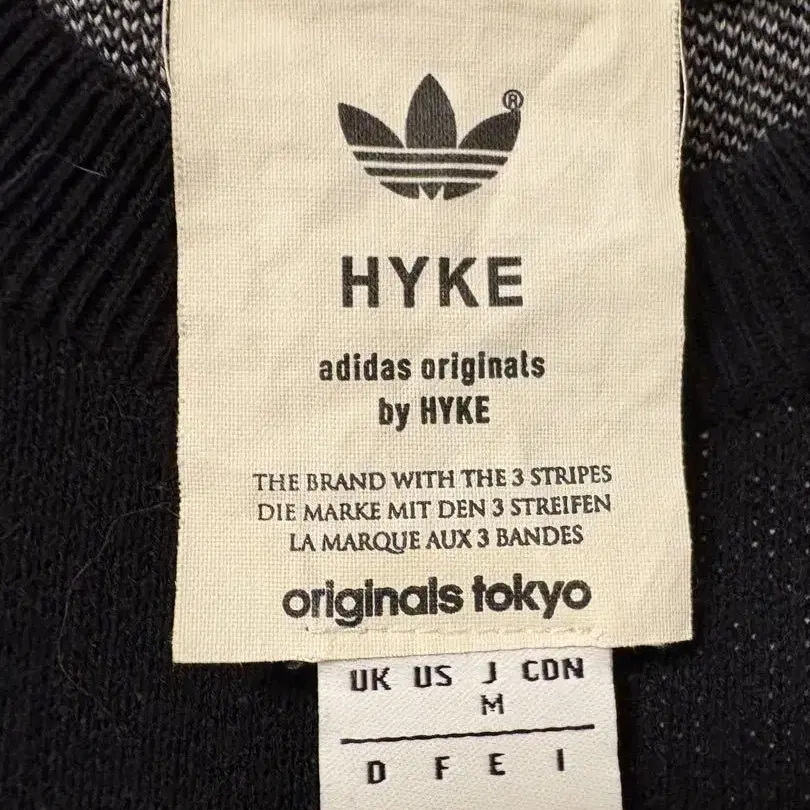 ®
HYKE
adidas originals
by HYKE
THE BRAND WITH THE 3 STRIPES
DIE MARKE MIT DEN 3 STREIFEN
LA MARQUE AUX 3 BANDES
originals tokyo
UK US J CDN
M
D F E I